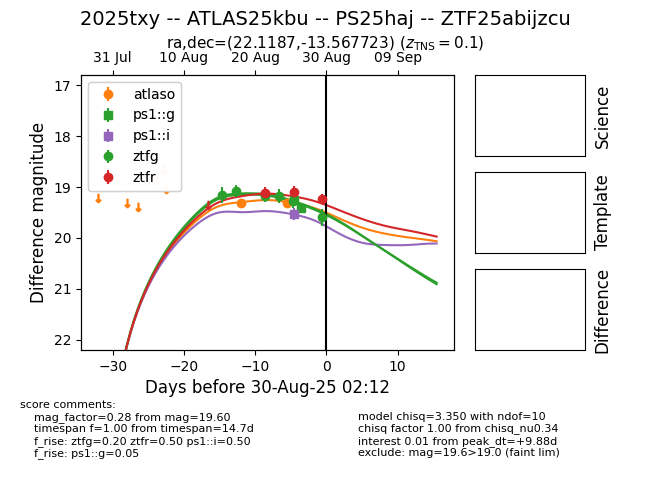 2025txy -- ATLAS25kbu -- PS25haj -- ZTF25abijzcu
ra,dec=(22.1187,-13.567723) (z_TNS = 0.1)
31 Jul 10 Aug 20 Aug 30 Aug 09 Sep
17
18
19
20
21
22
Difference magnitude
atlaso
ps1::g
ps1::i
ztfg
ztfr
−30 −20 −10 0 10
Days before 30-Aug-25 02:12
Science
Template
Difference
score comments:
mag_factor=0.28 from mag=19.60
timespan f=1.00 from timespan=14.7d
f_rise: ztfg=0.20 ztfr=0.50 ps1::i=0.50
f_rise: ps1::g=0.05
model chisq=3.350 with ndof=10
chisq factor 1.00 from chisq_nu0.34
interest 0.01 from peak_dt=+9.88d
exclude: mag=19.6>19.0 (faint lim)